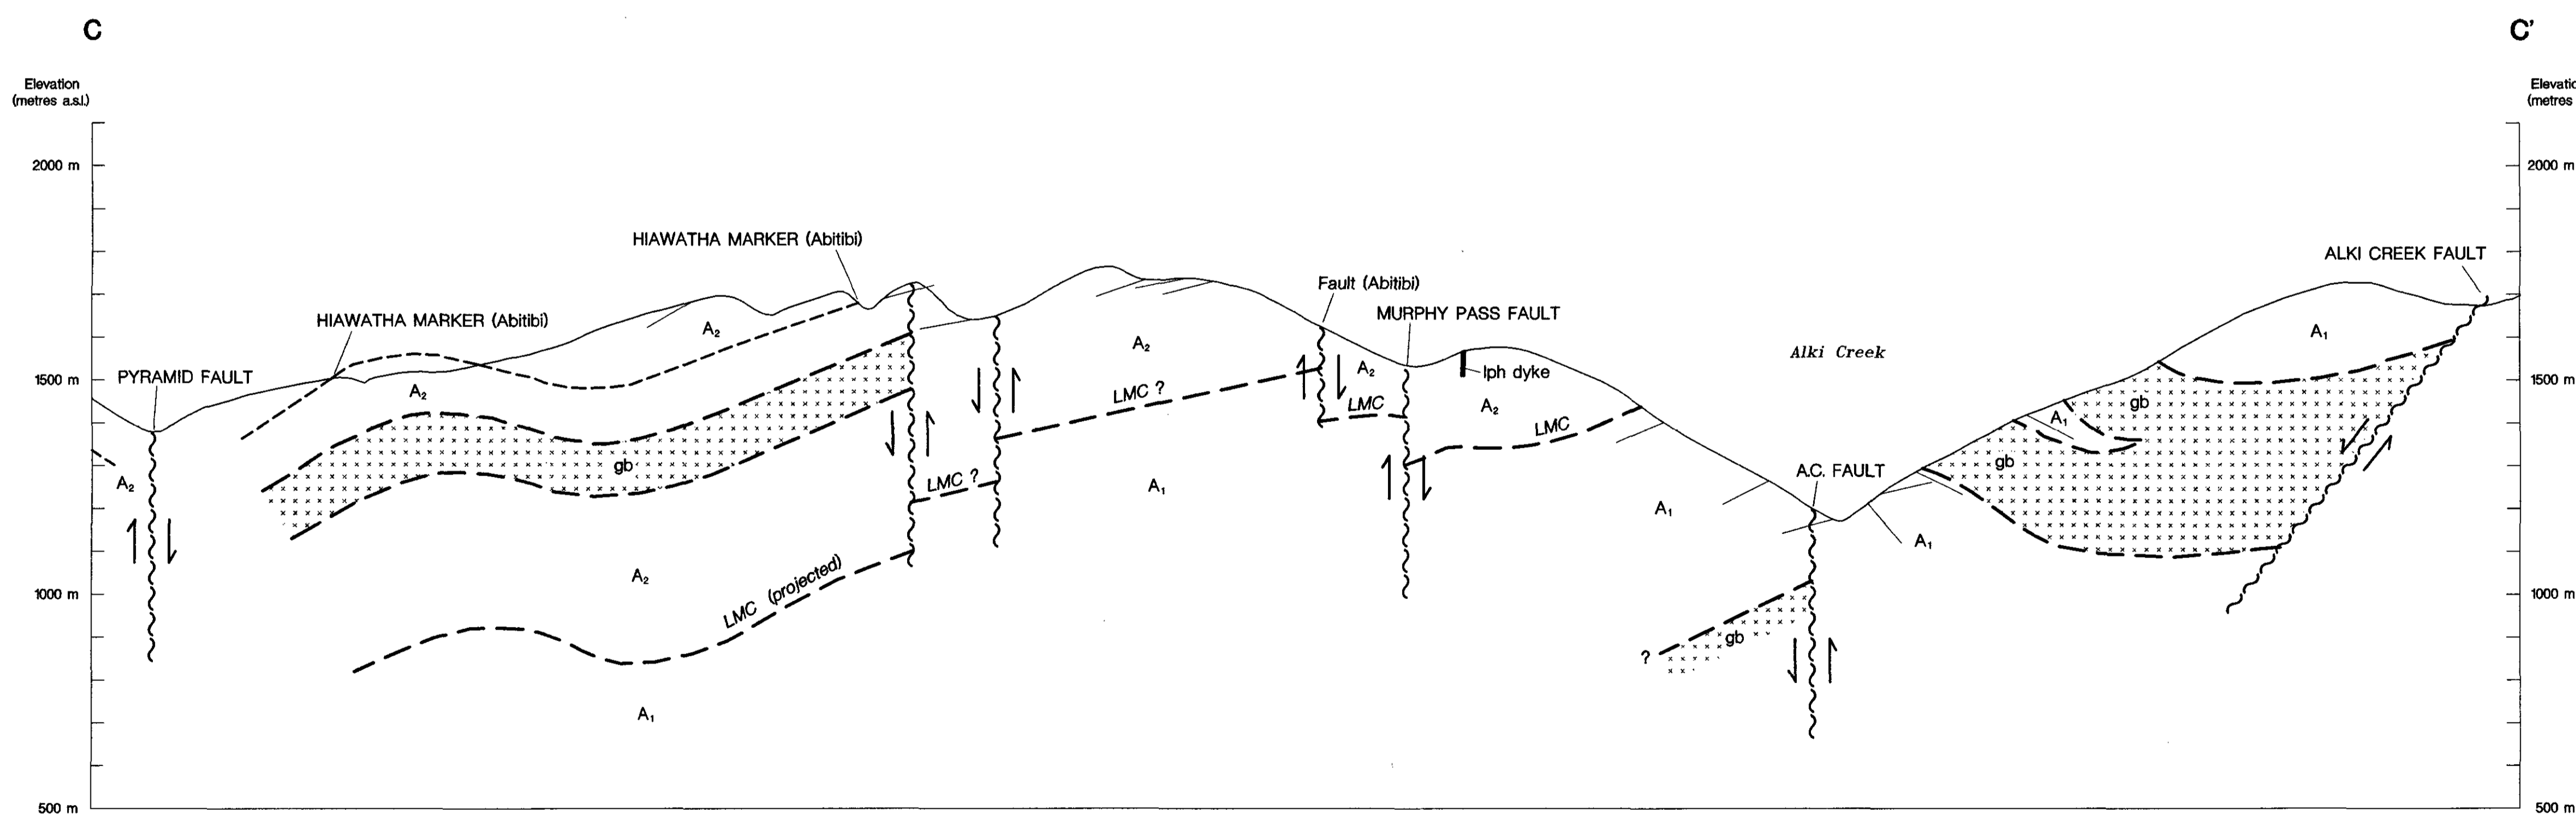 C
C'
Elevation
(metres a.s.l.)
Elevatio
(metres
2000 m
1500 m
1000 m
500 m
2000 m
1500 m
1000 m
500 m
PYRAMID FAULT
HIAWATHA MARKER (Abitibi)
HIAWATHA MARKER (Abitibi)
Fault (Abitibi)
MURPHY PASS FAULT
lph dyke
Alki Creek
A.C. FAULT
ALKI CREEK FAULT
A₂
A₂
A₂
gb
A₂
A₁
LMC (projected)
LMC ?
LMC ?
A₂
A₁
A₂
LMC
A₂
LMC
A₁
? gb
A₁
gb
A₁
gb
A₁